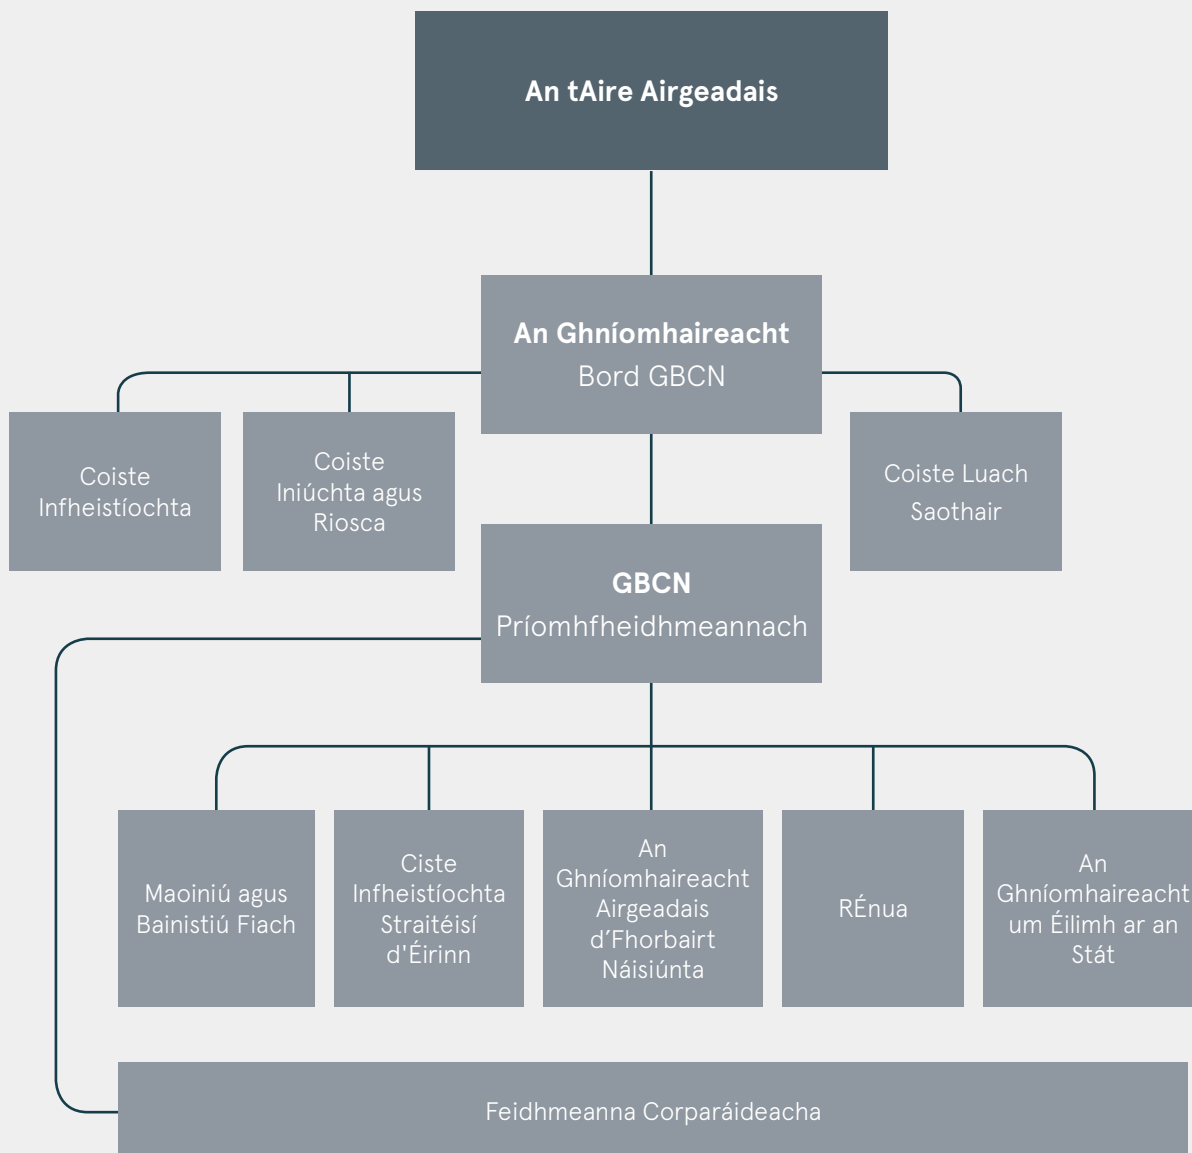 An tAire Airgeadais
An Ghníomhaireacht
Bord GBCN
Coiste
Infheistíochta
Coiste
Iniúchta agus
Riosca
Coiste Luach
Saothair
GBCN
Príomhfheidhmeannach
Maoiniú agus
Bainistiú Fiach
Ciste
Infheistíochta
Straitéisí
d'Éirinn
An
Ghníomhaireacht
Airgeadais
d’Fhorbairt
Náisiúnta
RÉnua
An
Ghníomhaireacht
um Éilimh ar an
Stát
Feidhmeanna Corparáideacha